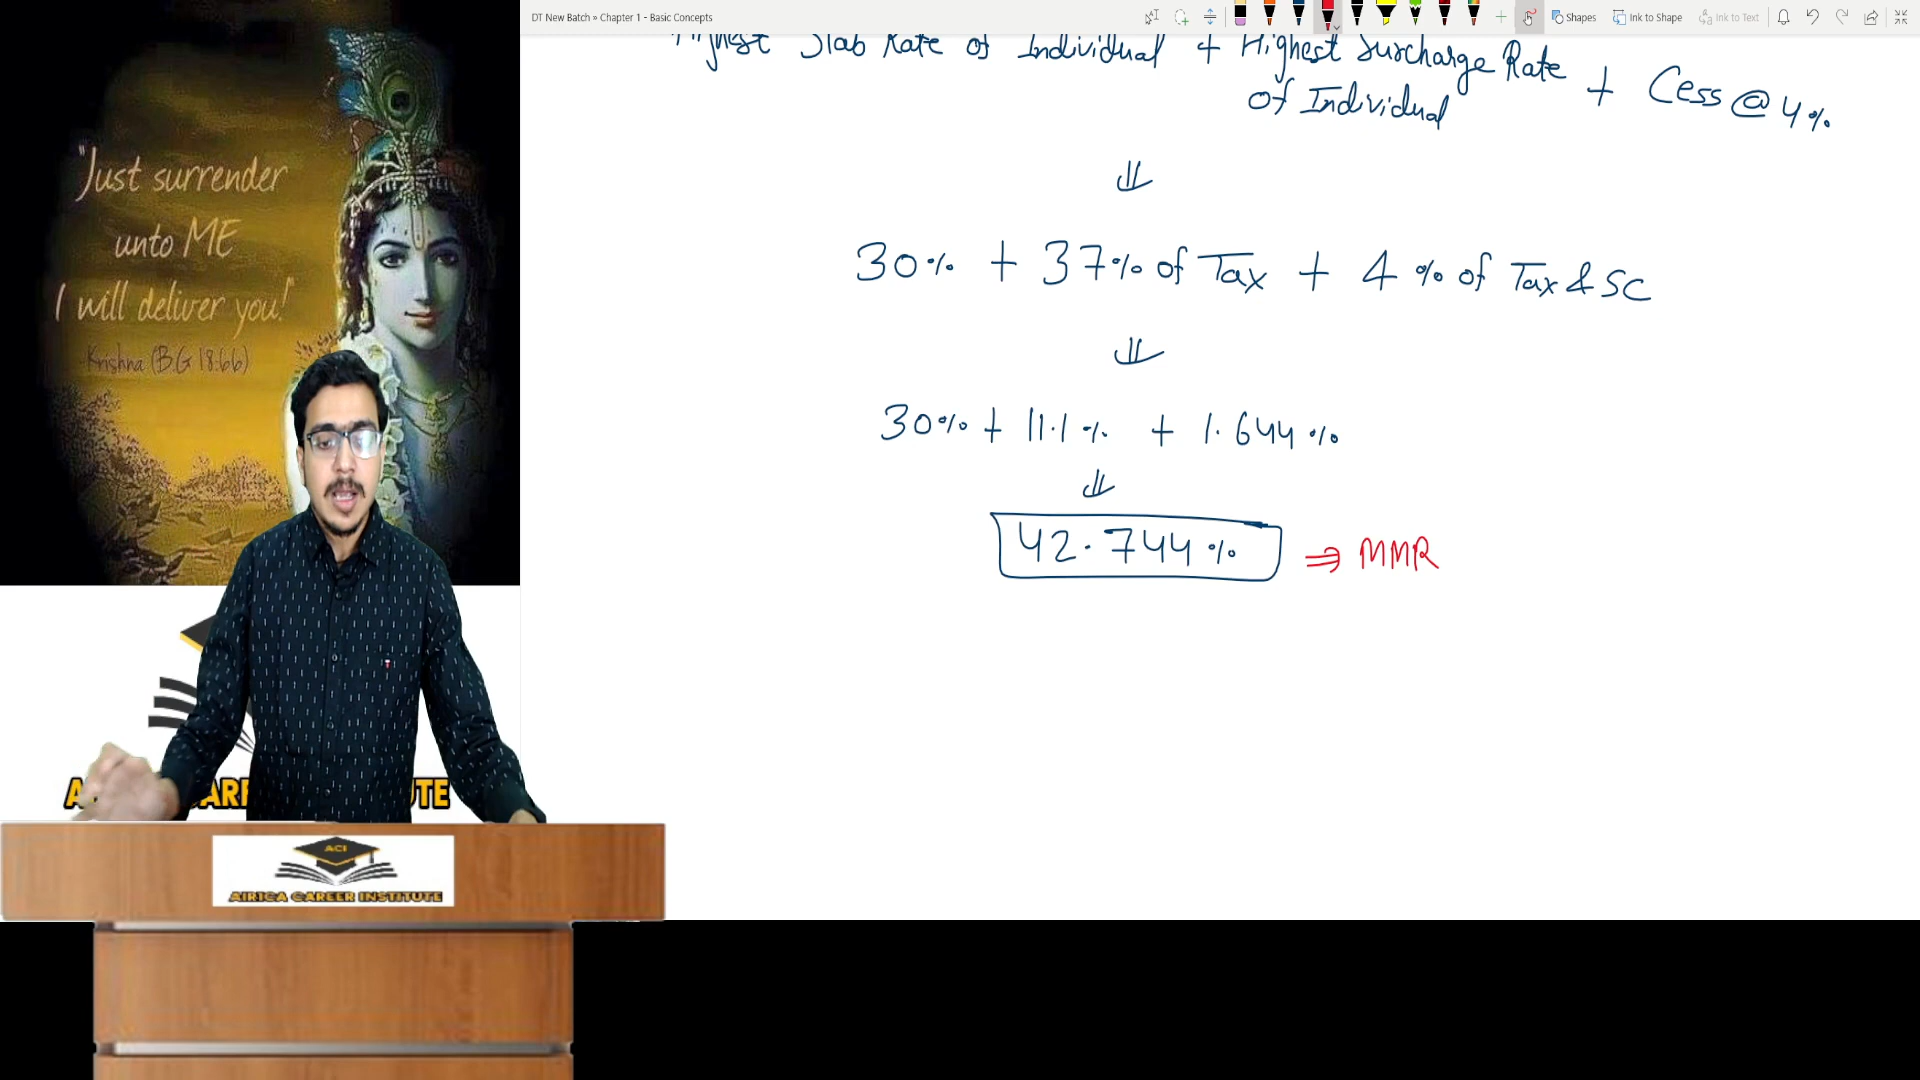 DT New Batch » Chapter 1 - Basic Concepts
Shapes
Ink to Shape
Ink to Text
Highest Slab Rate of Individual + Highest Surcharge Rate of Individual + Cess @ 4%
⇓
30% + 37% of Tax + 4% of Tax & SC
⇓
30% + 11.1% + 1.644%
⇓
42.744% ⇒ MMR
"Just surrender
unto ME
I will deliver you!"
Krishna (B.G 18:66)
ACI
AIRICA CAREER INSTITUTE